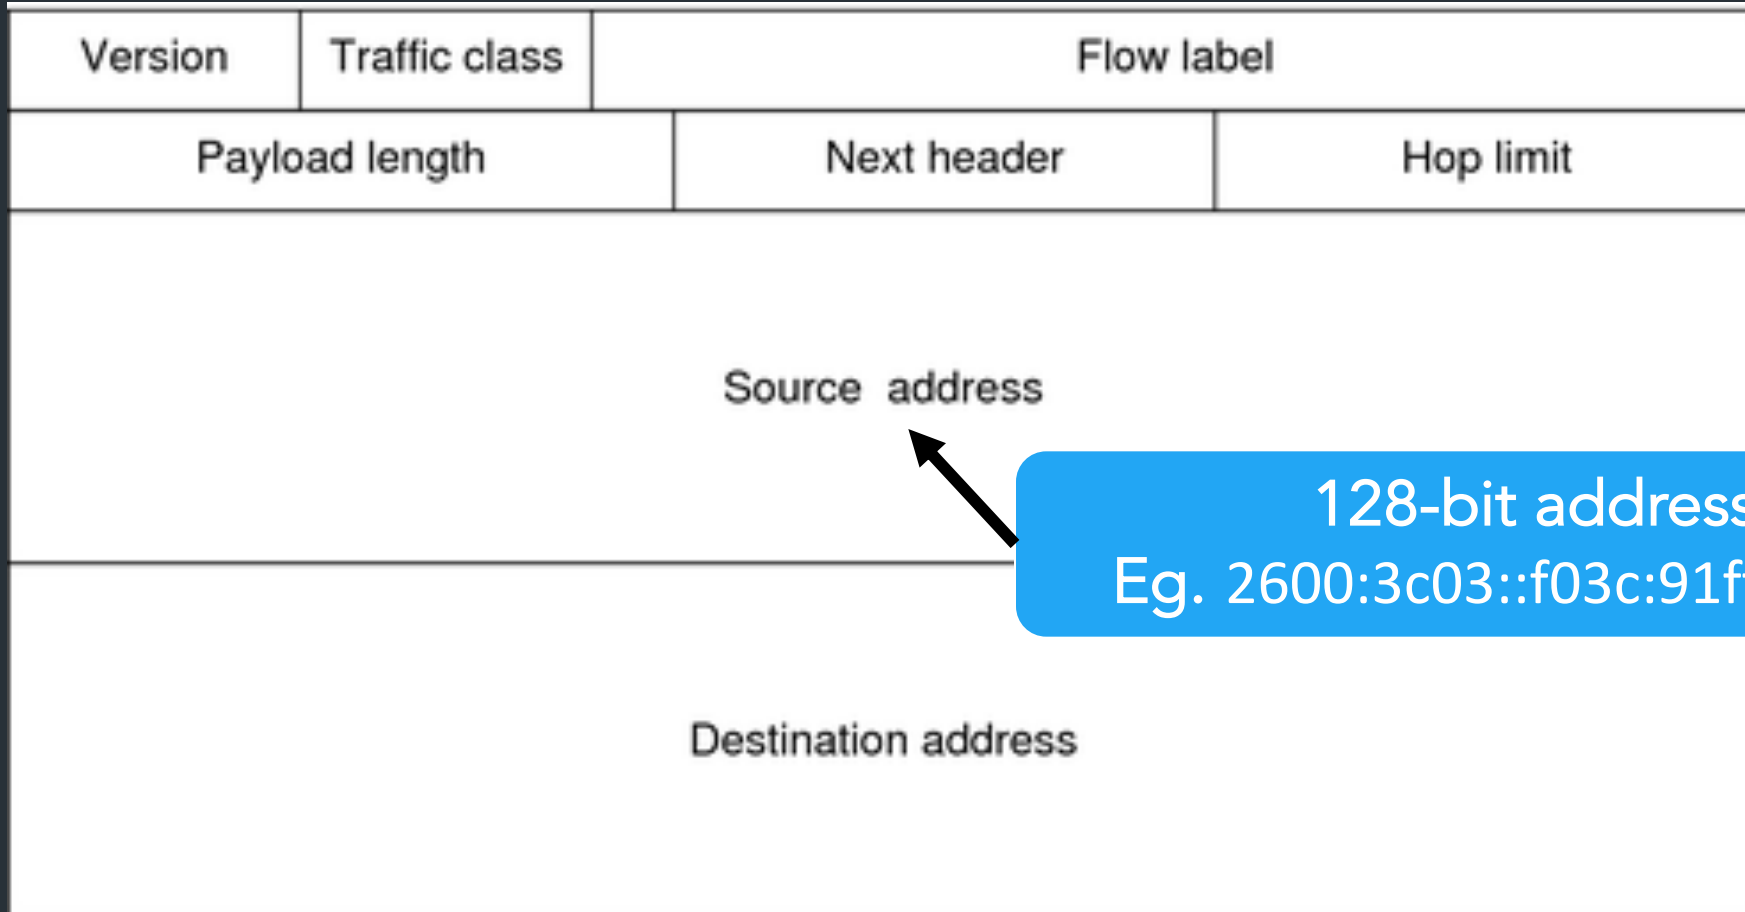 Version Traffic class Flow label
Payload length Next header Hop limit
Source address
128-bit address
Eg. 2600:3c03::f03c:91f
Destination address